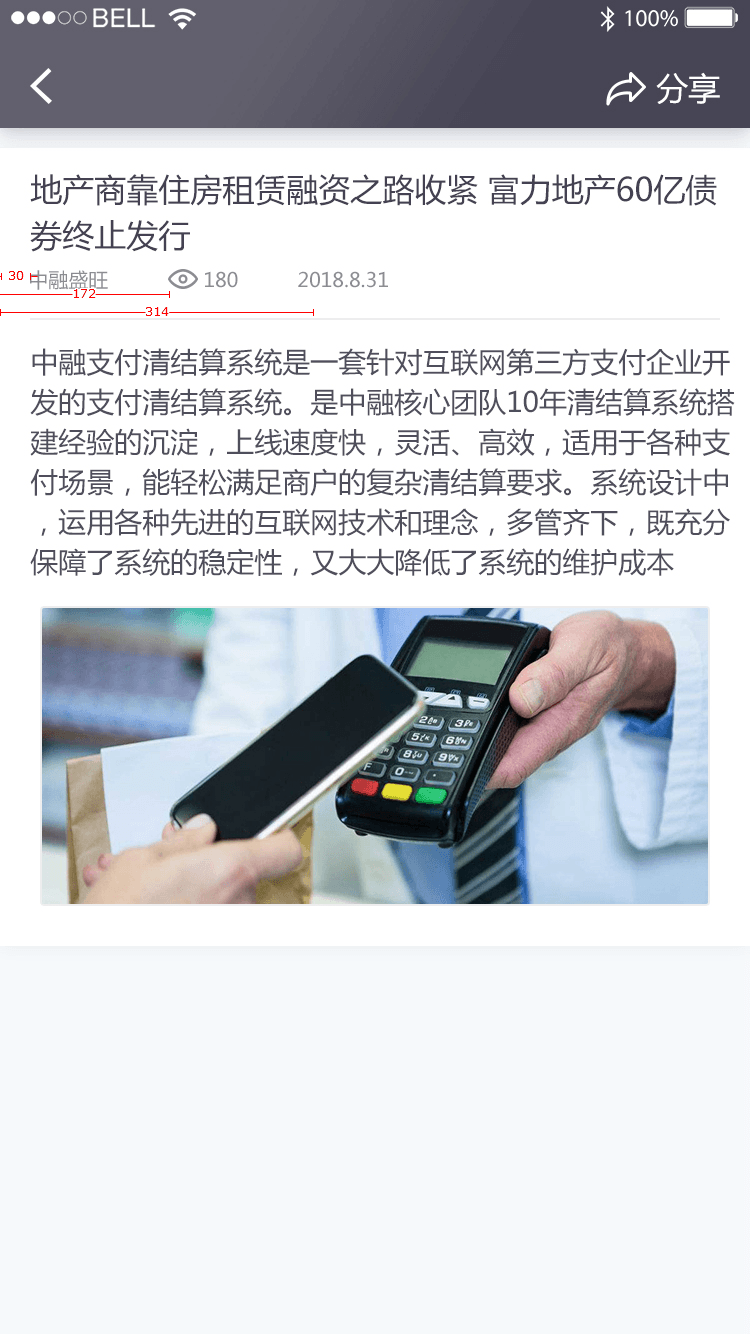 BELL 100%
分享
地产商靠住房租赁融资之路收紧 富力地产60亿债
券终止发行
30 中融盛旺 180 2018.8.31
172
314
中融支付清结算系统是一套针对互联网第三方支付企业开
发的支付清结算系统。是中融核心团队10年清结算系统搭
建经验的沉淀，上线速度快，灵活、高效，适用于各种支
付场景，能轻松满足商户的复杂清结算要求。系统设计中
，运用各种先进的互联网技术和理念，多管齐下，既充分
保障了系统的稳定性，又大大降低了系统的维护成本